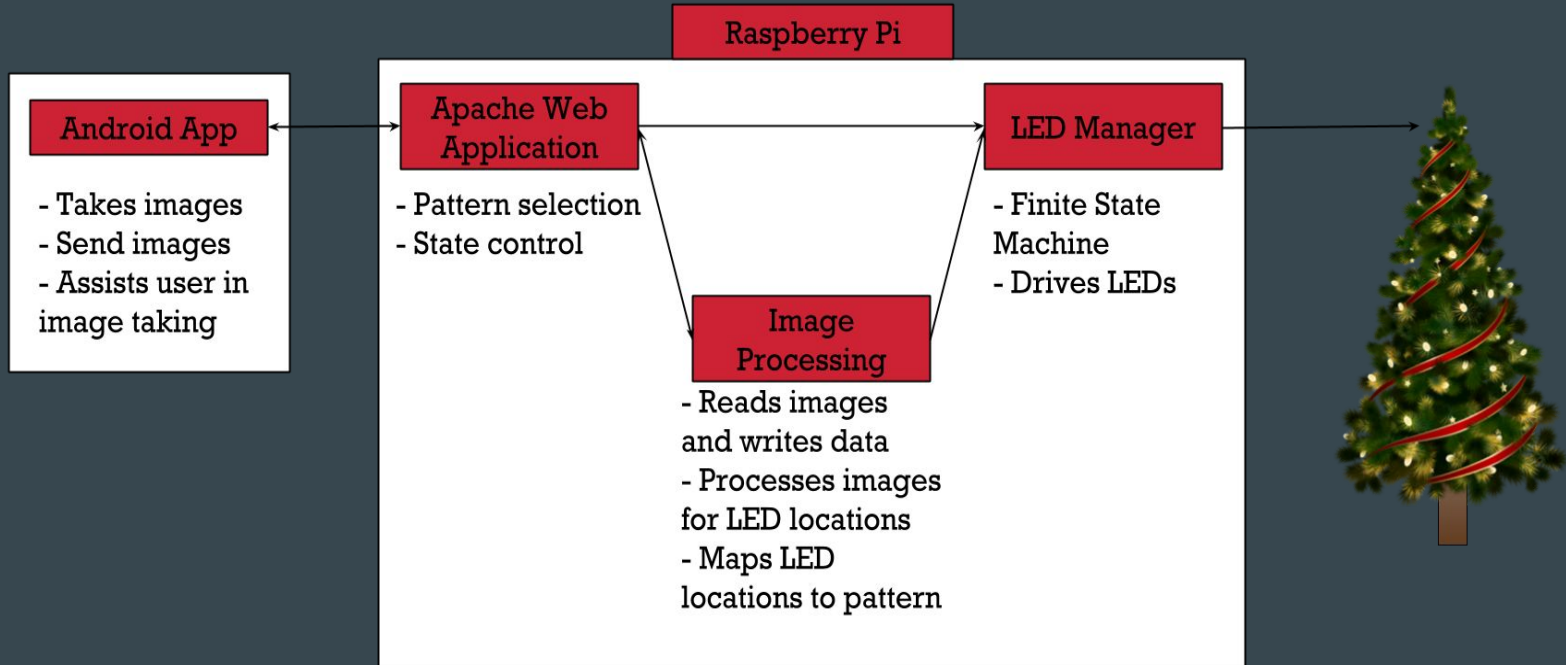 Raspberry Pi
Android App
- Takes images
- Send images
- Assists user in
image taking
Apache Web
Application
- Pattern selection
- State control
Image
Processing
- Reads images
and writes data
- Processes images
for LED locations
- Maps LED
locations to pattern
LED Manager
- Finite State
Machine
- Drives LEDs